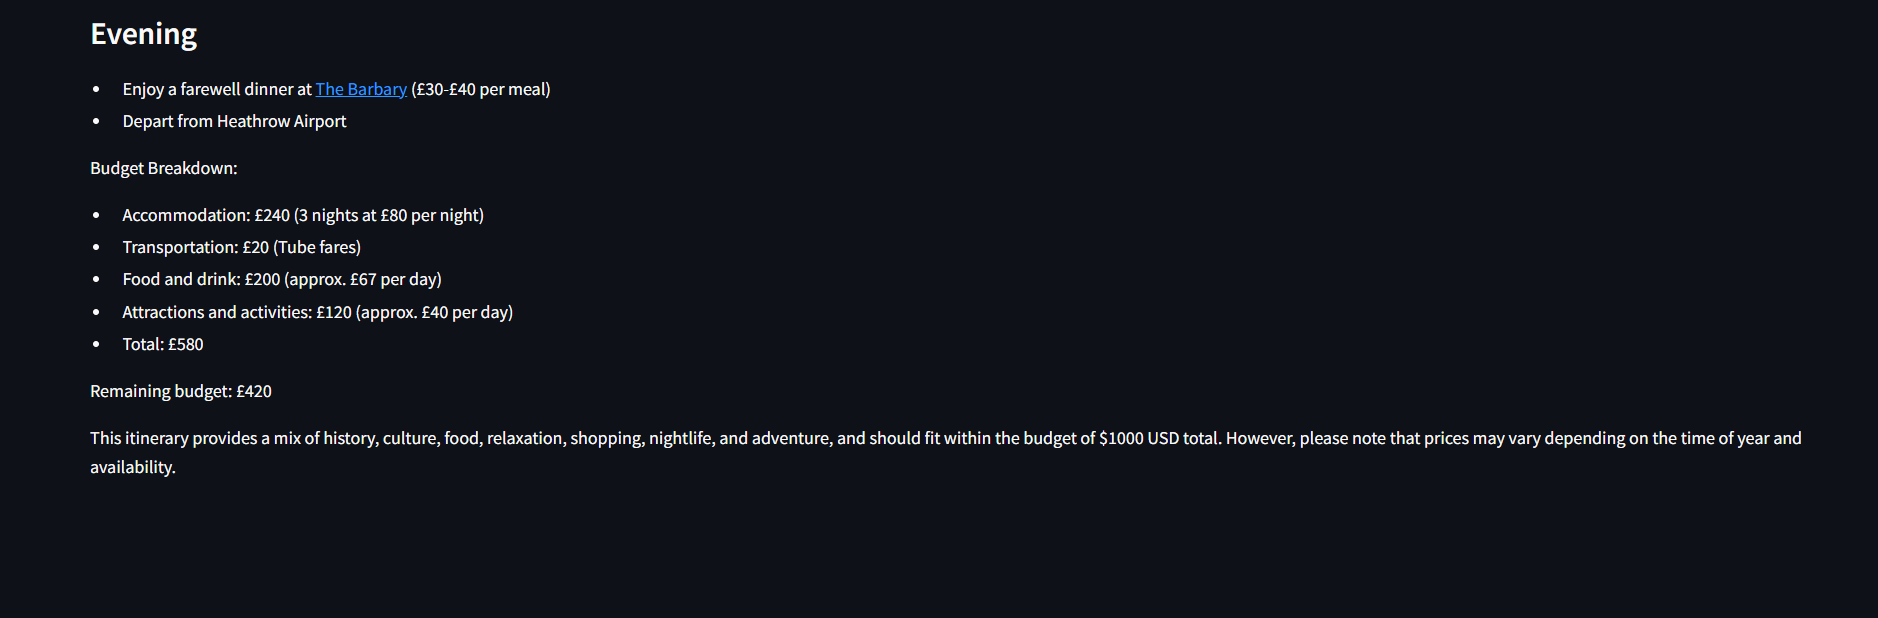 Evening
• Enjoy a farewell dinner at The Barbary (£30-£40 per meal)
• Depart from Heathrow Airport
Budget Breakdown:
• Accommodation: £240 (3 nights at £80 per night)
• Transportation: £20 (Tube fares)
• Food and drink: £200 (approx. £67 per day)
• Attractions and activities: £120 (approx. £40 per day)
• Total: £580
Remaining budget: £420
This itinerary provides a mix of history, culture, food, relaxation, shopping, nightlife, and adventure, and should fit within the budget of $1000 USD total. However, please note that prices may vary depending on the time of year and
availability.